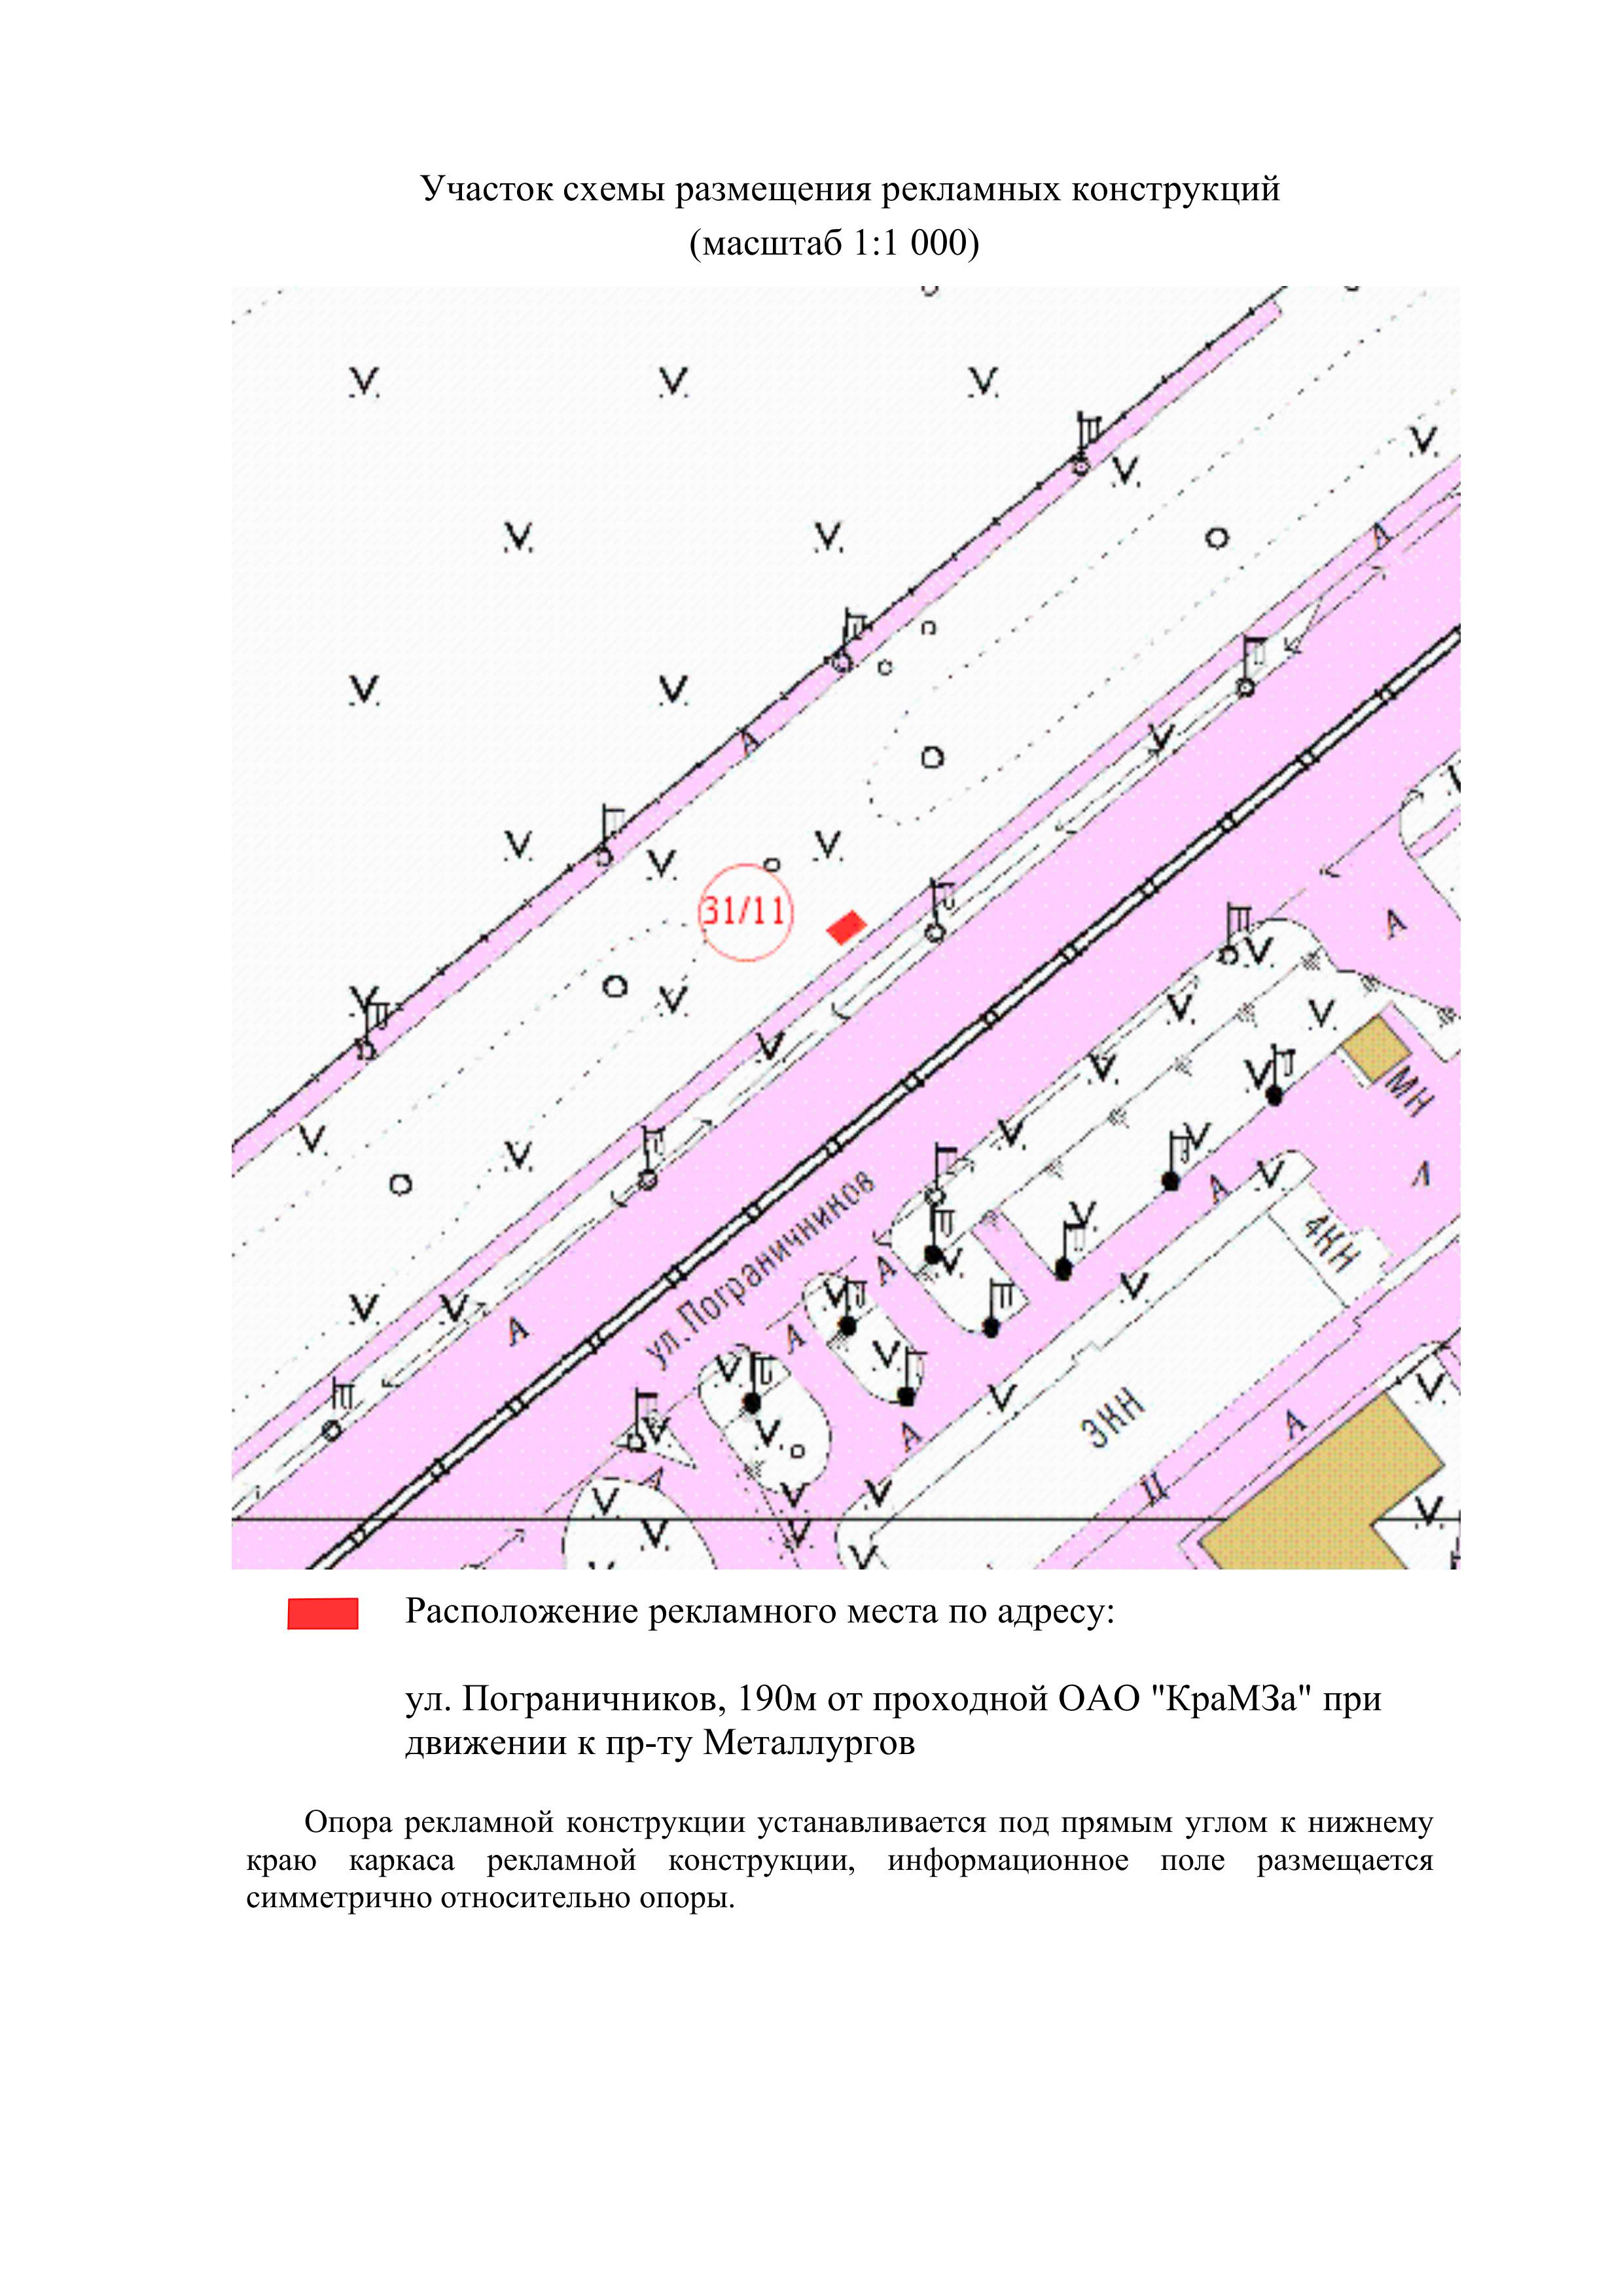 Участок схемы размещения рекламных конструкций
(масштаб 1:1 000)
А
А
31/11
А
МН
А
4КН
ул.Пограничников
А
А
А
А
3КН
А
А
Ц
Расположение рекламного места по адресу:
ул. Пограничников, 190м от проходной ОАО "КраМЗа" при
движении к пр-ту Металлургов
Опора рекламной конструкции устанавливается под прямым углом к нижнему
краю каркаса рекламной конструкции, информационное поле размещается
симметрично относительно опоры.